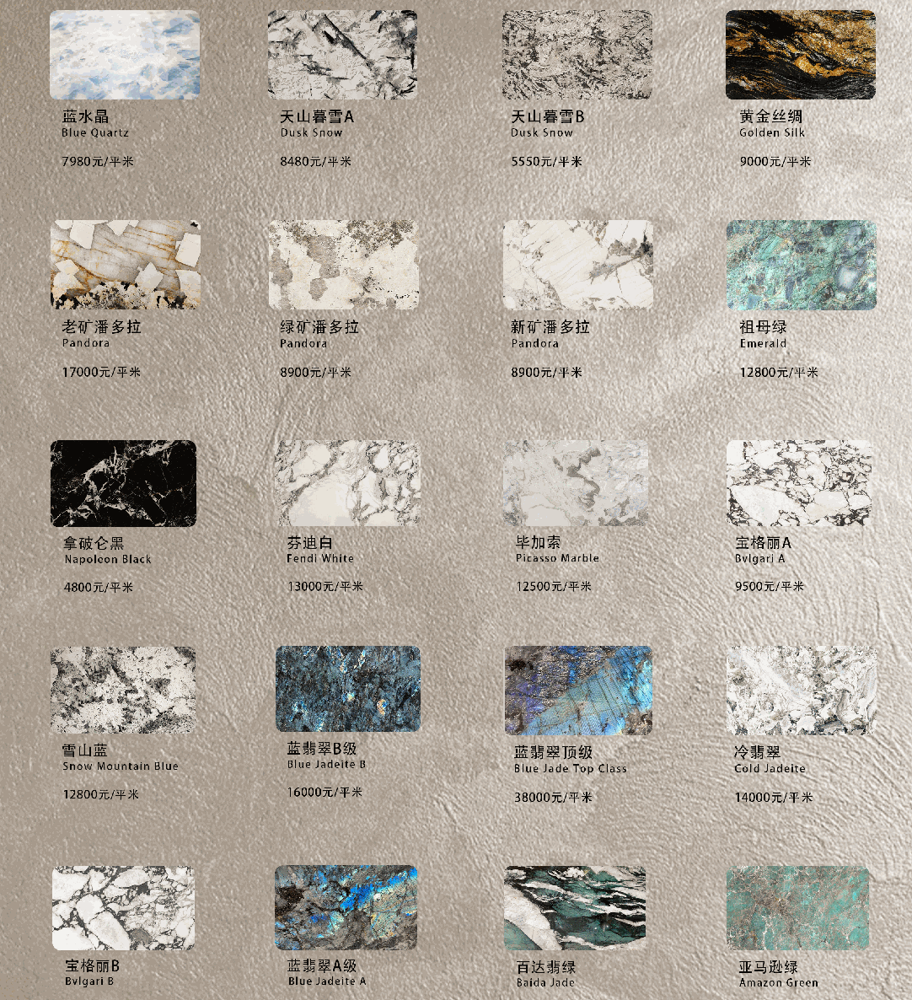 蓝水晶
Blue Quartz
7980元/平米
天山暮雪A
Dusk Snow
8480元/平米
天山暮雪B
Dusk Snow
5550元/平米
黄金丝绸
Golden Silk
9000元/平米
老矿潘多拉
Pandora
17000元/平米
绿矿潘多拉
Pandora
8900元/平米
新矿潘多拉
Pandora
8900元/平米
祖母绿
Emerald
12800元/平米
拿破仑黑
Napoleon Black
4800元/平米
芬迪白
Fendi White
13000元/平米
毕加索
Picasso Marble
12500元/平米
宝格丽A
Bvlgari A
9500元/平米
雪山蓝
Snow Mountain Blue
12800元/平米
蓝翡翠B级
Blue Jadeite B
16000元/平米
蓝翡翠顶级
Blue Jade Top Class
38000元/平米
冷翡翠
Cold Jadeite
14000元/平米
宝格丽B
Bvlgari B
蓝翡翠A级
Blue Jadeite A
百达翡绿
Baida Jade
亚马逊绿
Amazon Green